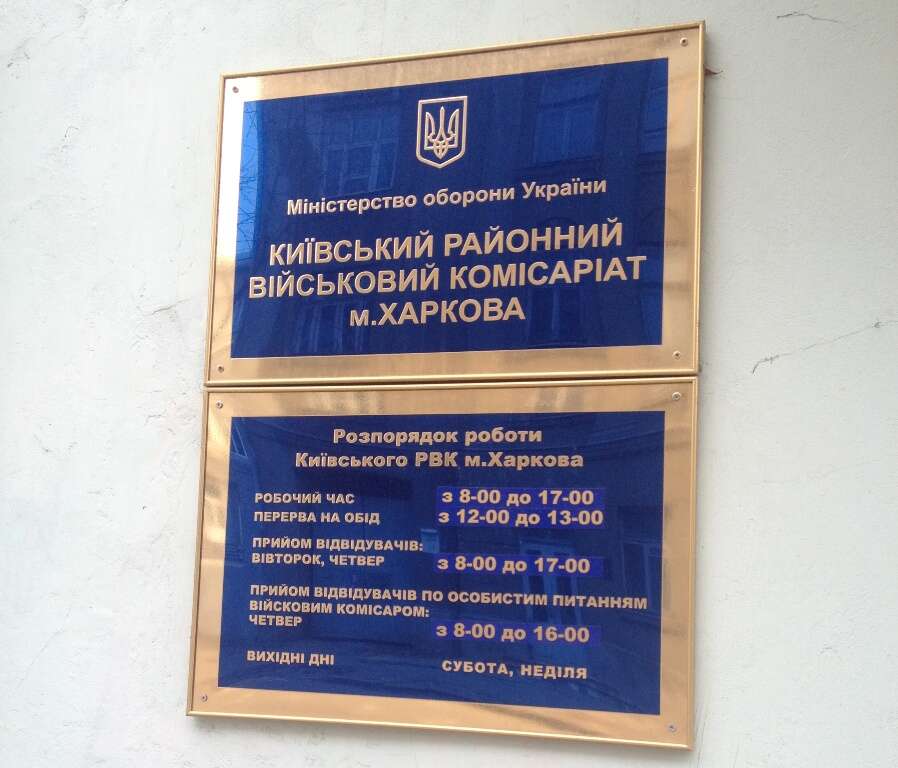 Міністерство оборони України
КИЇВСЬКИЙ РАЙОННИЙ
ВІЙСЬКОВИЙ КОМІСАРІАТ
м.ХАРКОВА
Розпорядок роботи
Київського РВК м.Харкова
РОБОЧИЙ ЧАС з 8-00 до 17-00
ПЕРЕРВА НА ОБІД з 12-00 до 13-00
ПРИЙОМ ВІДВІДУВАЧІВ:
ВІВТОРОК, ЧЕТВЕР з 8-00 до 17-00
ПРИЙОМ ВІДВІДУВАЧІВ ПО ОСОБИСТИМ ПИТАННЯМ
ВІЙСКОВИМ КОМІСАРОМ:
ЧЕТВЕР з 8-00 до 16-00
ВИХІДНІ ДНІ СУБОТА, НЕДІЛЯ